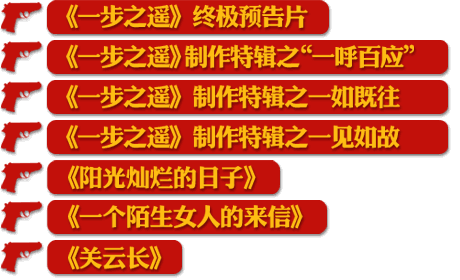 《一步之遥》终极预告片
《一步之遥》制作特辑之“一呼百应”
《一步之遥》制作特辑之一如既往
《一步之遥》制作特辑之一见如故
《阳光灿烂的日子》
《一个陌生女人的来信》
《关云长》